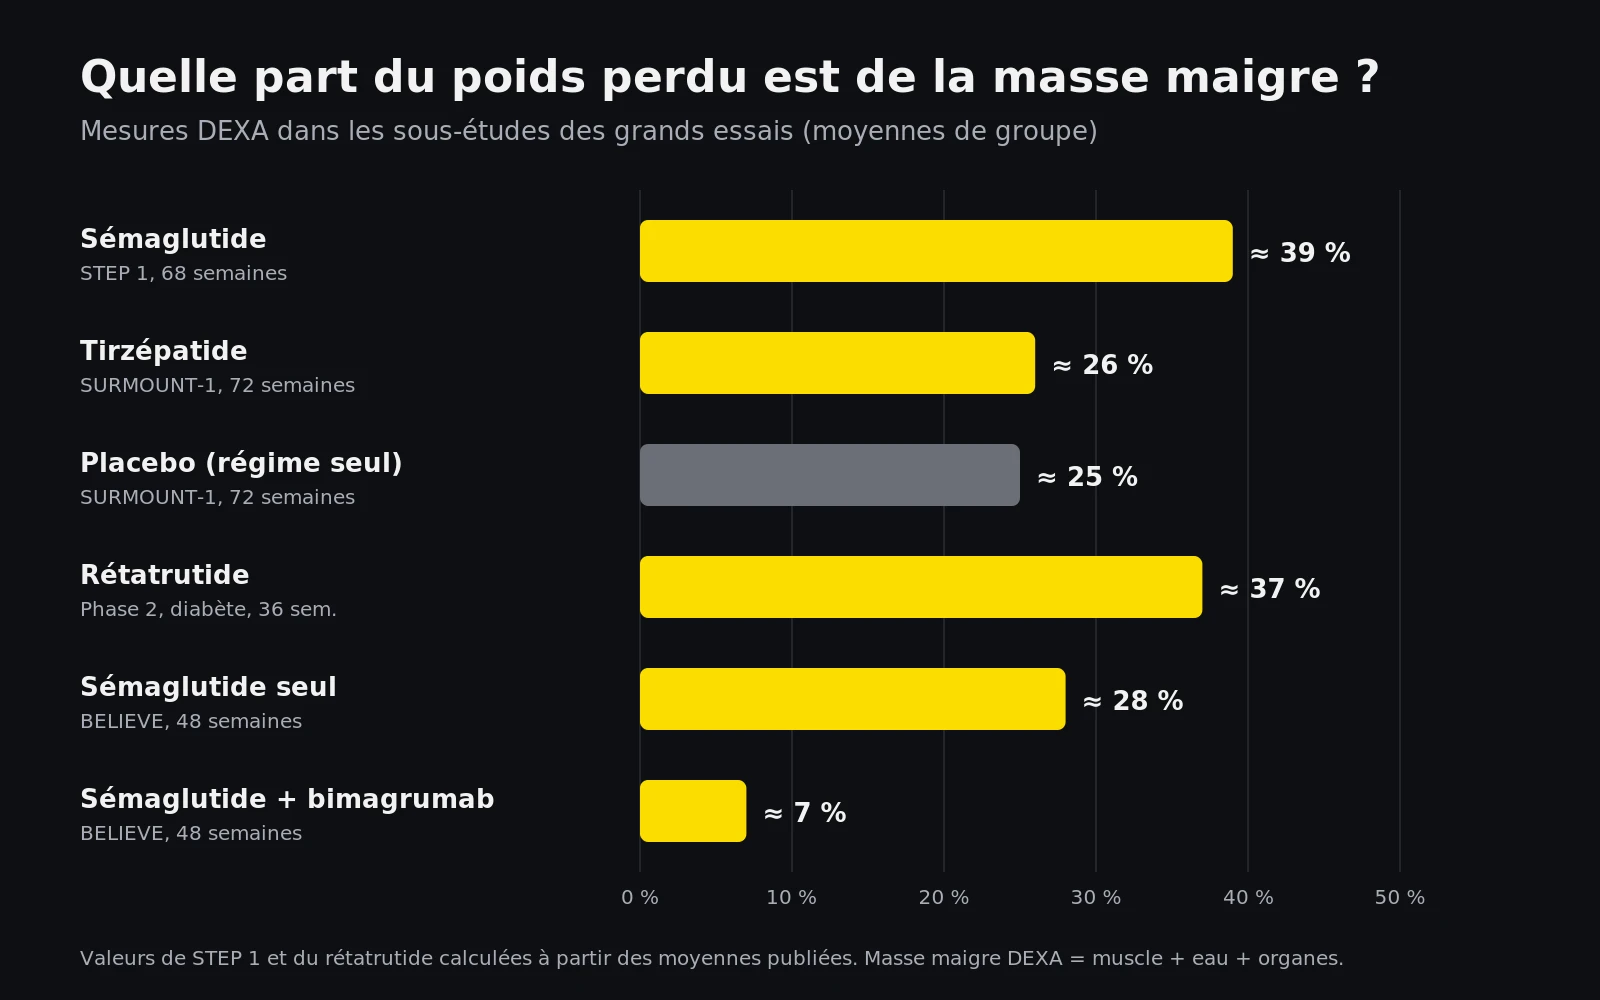 Quelle part du poids perdu est de la masse maigre ?
Mesures DEXA dans les sous-études des grands essais (moyennes de groupe)
Sémaglutide
STEP 1, 68 semaines
≈ 39 %
Tirzépatide
SURMOUNT-1, 72 semaines
≈ 26 %
Placebo (régime seul)
SURMOUNT-1, 72 semaines
≈ 25 %
Rétatrutide
Phase 2, diabète, 36 sem.
≈ 37 %
Sémaglutide seul
BELIEVE, 48 semaines
≈ 28 %
Sémaglutide + bimagrumab
BELIEVE, 48 semaines
≈ 7 %
0 % 10 % 20 % 30 % 40 % 50 %
Valeurs de STEP 1 et du rétatrutide calculées à partir des moyennes publiées. Masse maigre DEXA = muscle + eau + organes.